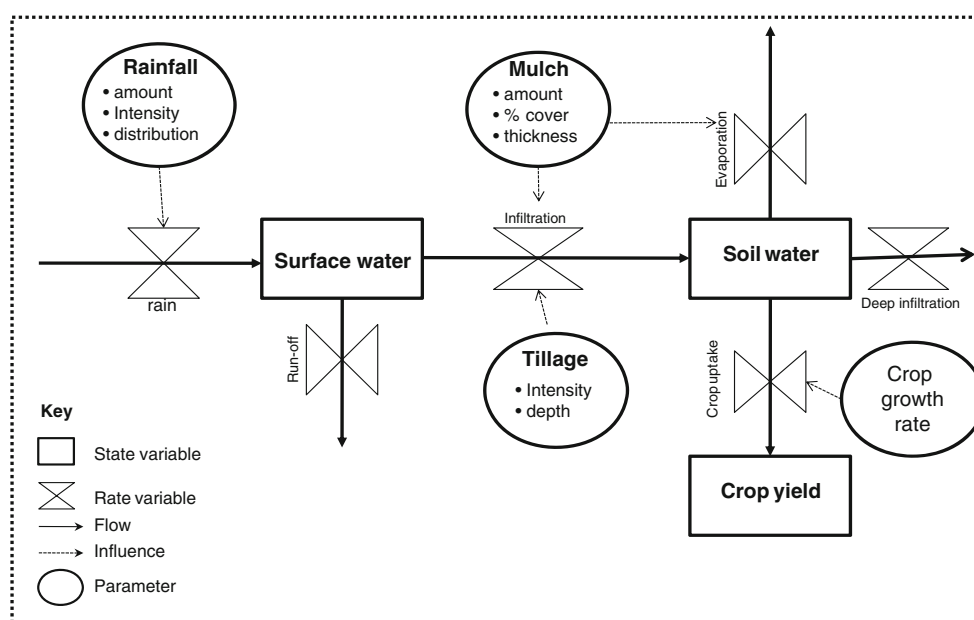 Rainfall
• amount
• Intensity
• distribution
Mulch
• amount
• % cover
• thickness
Evaporation
Infiltration
Surface water
Soil water
rain
Deep infiltration
Run-off
Tillage
• Intensity
• depth
Crop uptake
Crop
growth
rate
Crop yield
Key
State variable
Rate variable
Flow
Influence
Parameter